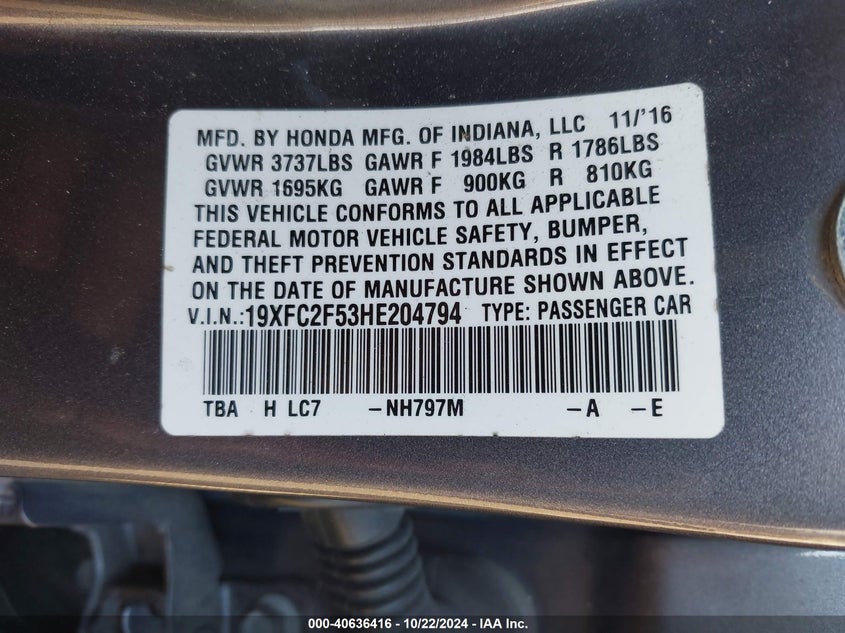 MFD. BY HONDA MFG. OF INDIANA, LLC 11/'16
GVWR 3737LBS GAWR F 1984LBS R 1786LBS
GVWR 1695KG GAWR F 900KG R 810KG
THIS VEHICLE CONFORMS TO ALL APPLICABLE
FEDERAL MOTOR VEHICLE SAFETY, BUMPER,
AND THEFT PREVENTION STANDARDS IN EFFECT
ON THE DATE OF MANUFACTURE SHOWN ABOVE.
V.I.N.:19XFC2F53HE204794 TYPE: PASSENGER CAR
TBA H LC7 -NH797M -A -E
000-40636416 - 10/22/2024 - IAA Inc.